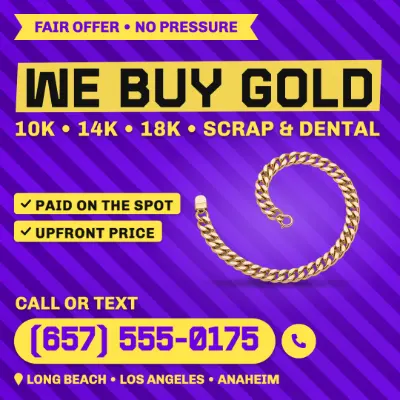 FAIR OFFER • NO PRESSURE
WE BUY GOLD
10K • 14K • 18K • SCRAP & DENTAL
PAID ON THE SPOT
UPFRONT PRICE
CALL OR TEXT
(657) 555-0175
LONG BEACH • LOS ANGELES • ANAHEIM